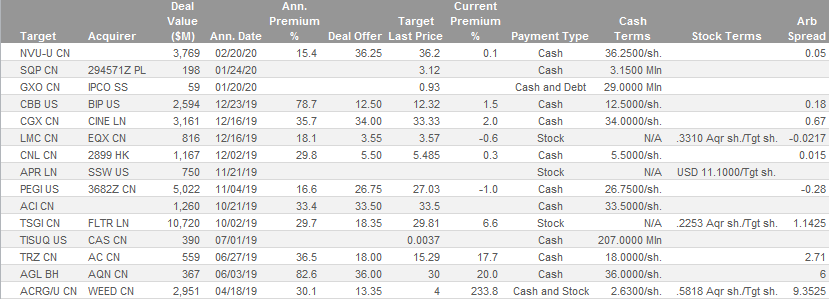 Target Acquirer Deal Value ($M) Ann. Date Ann. Premium % Deal Offer Target Last Price Current Premium % Payment Type Cash Terms Stock Terms Arb Spread
NVU-U CN 3,769 02/20/20 15.4 36.25 36.2 0.1 Cash 36.2500/sh. 0.05
SQP CN 294571Z PL 198 01/24/20 3.12 Cash 3.1500 Mln
GXO CN IPCO SS 59 01/20/20 0.93 Cash and Debt 29.0000 Mln
CBB US BIP US 2,594 12/23/19 78.7 12.50 12.32 1.5 Cash 12.5000/sh. 0.18
CGX CN CINE LN 3,161 12/16/19 35.7 34.00 33.33 2.0 Cash 34.0000/sh. 0.67
LMC CN EQX CN 816 12/16/19 18.1 3.55 3.57 -0.6 Stock N/A .3310 Aqr sh./Tgt sh. -0.0217
CNL CN 2899 HK 1,167 12/02/19 29.8 5.50 5.485 0.3 Cash 5.5000/sh. 0.015
APR LN SSW US 750 11/21/19 Stock N/A USD 11.1000/Tgt sh.
PEGI US 3682Z CN 5,022 11/04/19 16.6 26.75 27.03 -1.0 Cash 26.7500/sh. -0.28
ACI CN 1,260 10/21/19 33.4 33.50 33.5 Cash 33.5000/sh.
TSGI CN FLTR LN 10,720 10/02/19 29.7 18.35 29.81 6.6 Stock N/A .2253 Aqr sh./Tgt sh. 1.1425
TISUQ US CAS CN 390 07/01/19 0.0037 Cash 207.0000 Mln
TRZ CN AC CN 559 06/27/19 36.5 18.00 15.29 17.7 Cash 18.0000/sh. 2.71
AGL BH AQN CN 367 06/03/19 82.6 36.00 30 20.0 Cash 36.0000/sh. 6
ACRG/U CN WEED CN 2,951 04/18/19 30.1 13.35 4 233.8 Cash and Stock 2.6300/sh. .5818 Aqr sh./Tgt sh. 9.3525